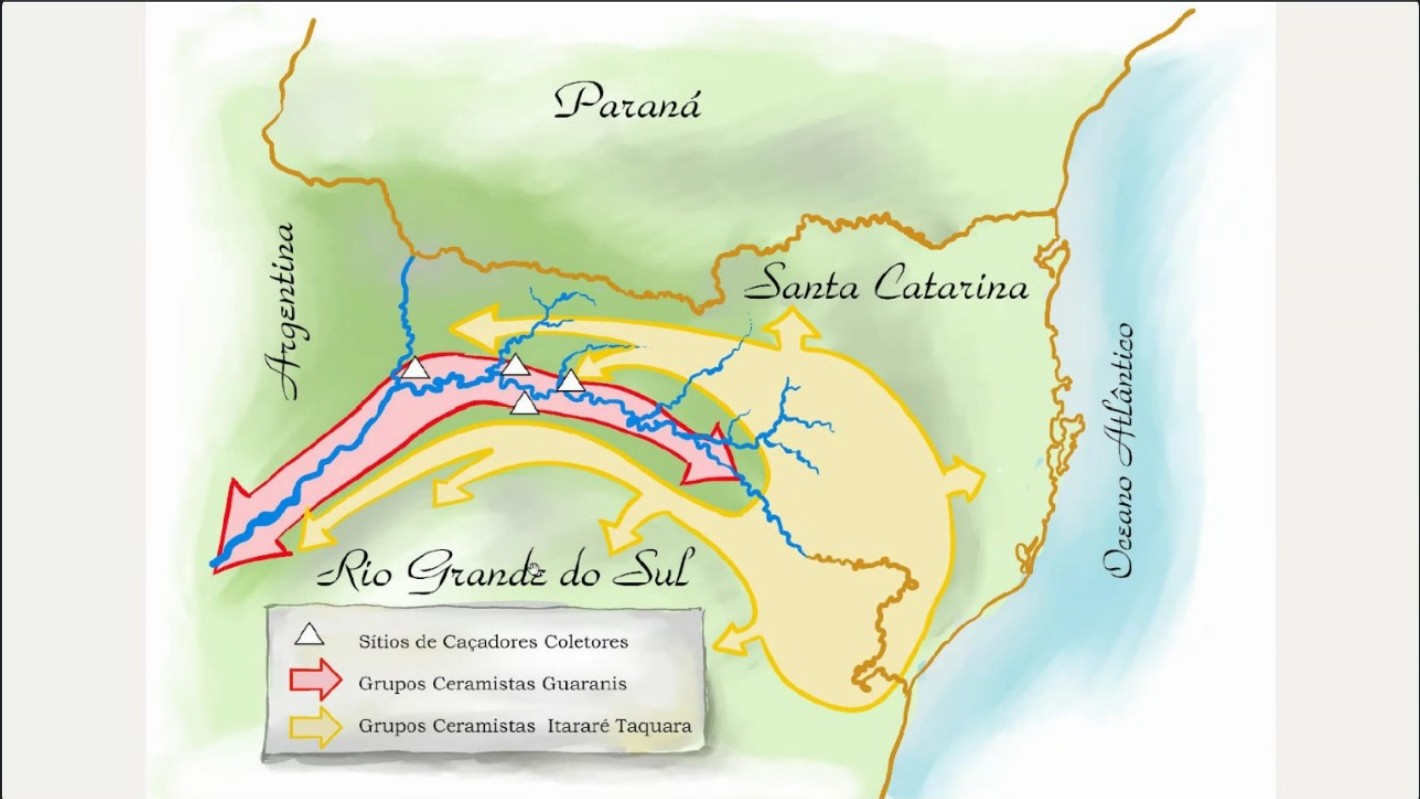 Paraná
Argentina
Santa Catarina
Oceano Atlântico
Rio Grande do Sul
Sítios de Caçadores Coletores
Grupos Ceramistas Guaranis
Grupos Ceramistas Itararé Taquara